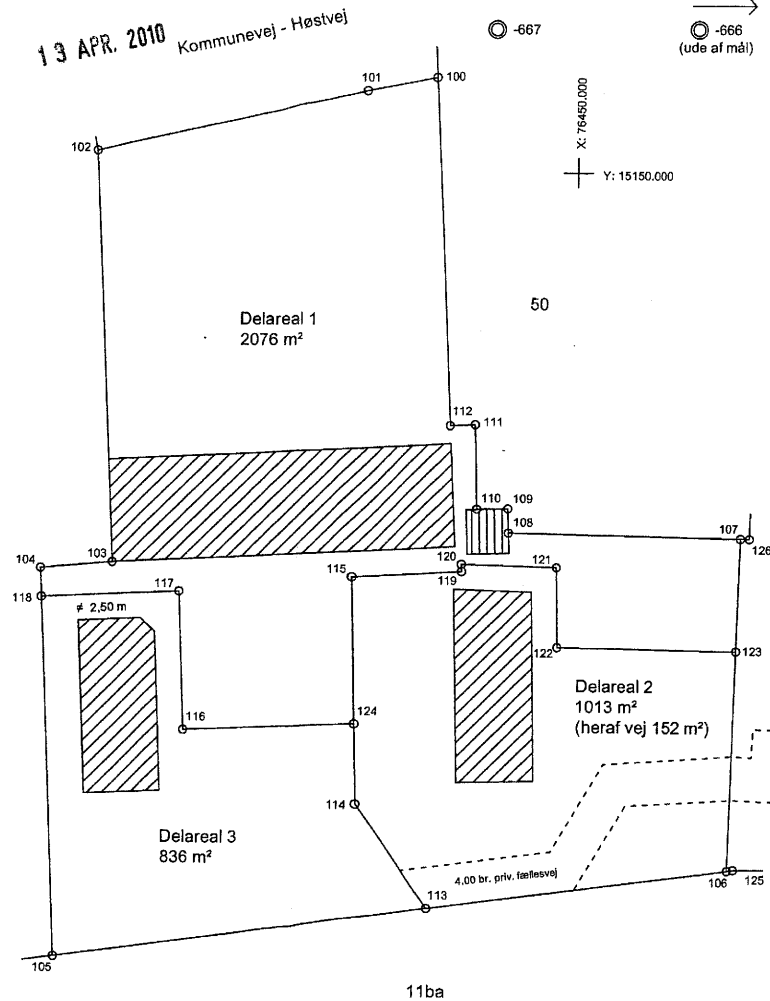 13 APR. 2010
Kommunevej - Høstvej
-667
-666
(ude af mål)
101
100
102
X: 76450.000
Y: 15150.000
50
Delareal 1
2076 m²
112
111
110
109
108
107
126
104
103
120
121
115
119
118
117
≠ 2,50 m
122
123
Delareal 2
1013 m²
(heraf vej 152 m²)
116
124
114
Delareal 3
836 m²
4,00 br. priv. fællesvej
106
125
113
105
11ba